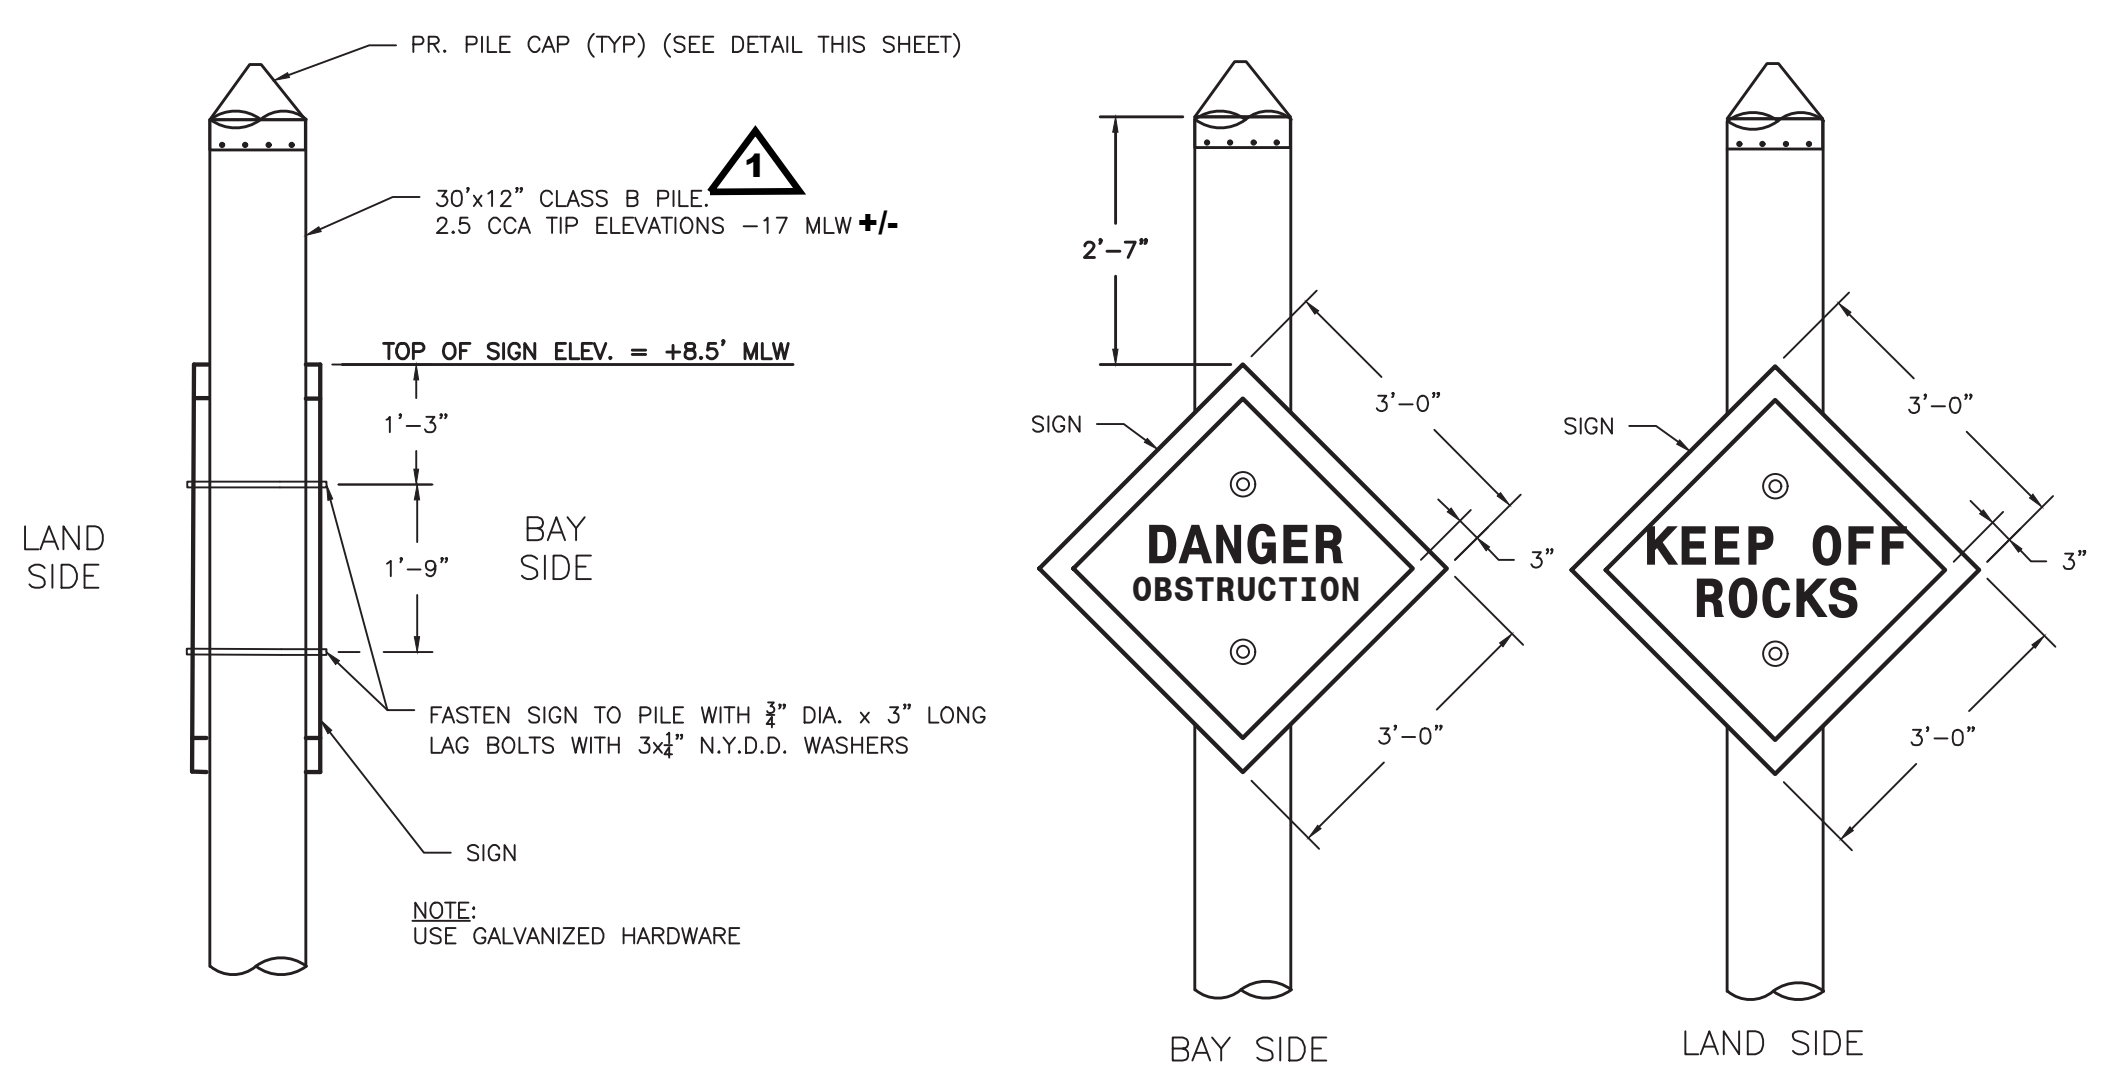 PR. PILE CAP (TYP) (SEE DETAIL THIS SHEET)
1
30'x12" CLASS B PILE.
2.5 CCA TIP ELEVATIONS -17 MLW +/-
TOP OF SIGN ELEV. = +8.5' MLW
1'-3"
1'-9"
LAND
SIDE
BAY
SIDE
FASTEN SIGN TO PILE WITH 3/4" DIA. x 3" LONG
LAG BOLTS WITH 3x1/4" N.Y.D.D. WASHERS
SIGN
NOTE:
USE GALVANIZED HARDWARE
2'-7"
SIGN
3'-0"
3"
3'-0"
DANGER
OBSTRUCTION
BAY SIDE
SIGN
3'-0"
3"
3'-0"
KEEP OFF
ROCKS
LAND SIDE